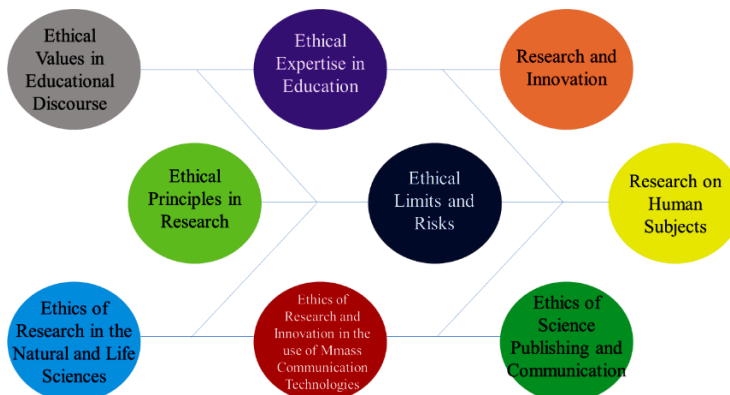 Ethical
Values in
Educational
Discourse
Ethical
Expertise in
Education
Research and
Innovation
Ethical
Principles in
Research
Ethical
Limits and
Risks
Research on
Human
Subjects
Ethics of
Research in the
Natural and Life
Sciences
Ethics of
Research and
Innovation in the
use of Mmass
Communication
Technologies
Ethics of
Science
Publishing and
Communication